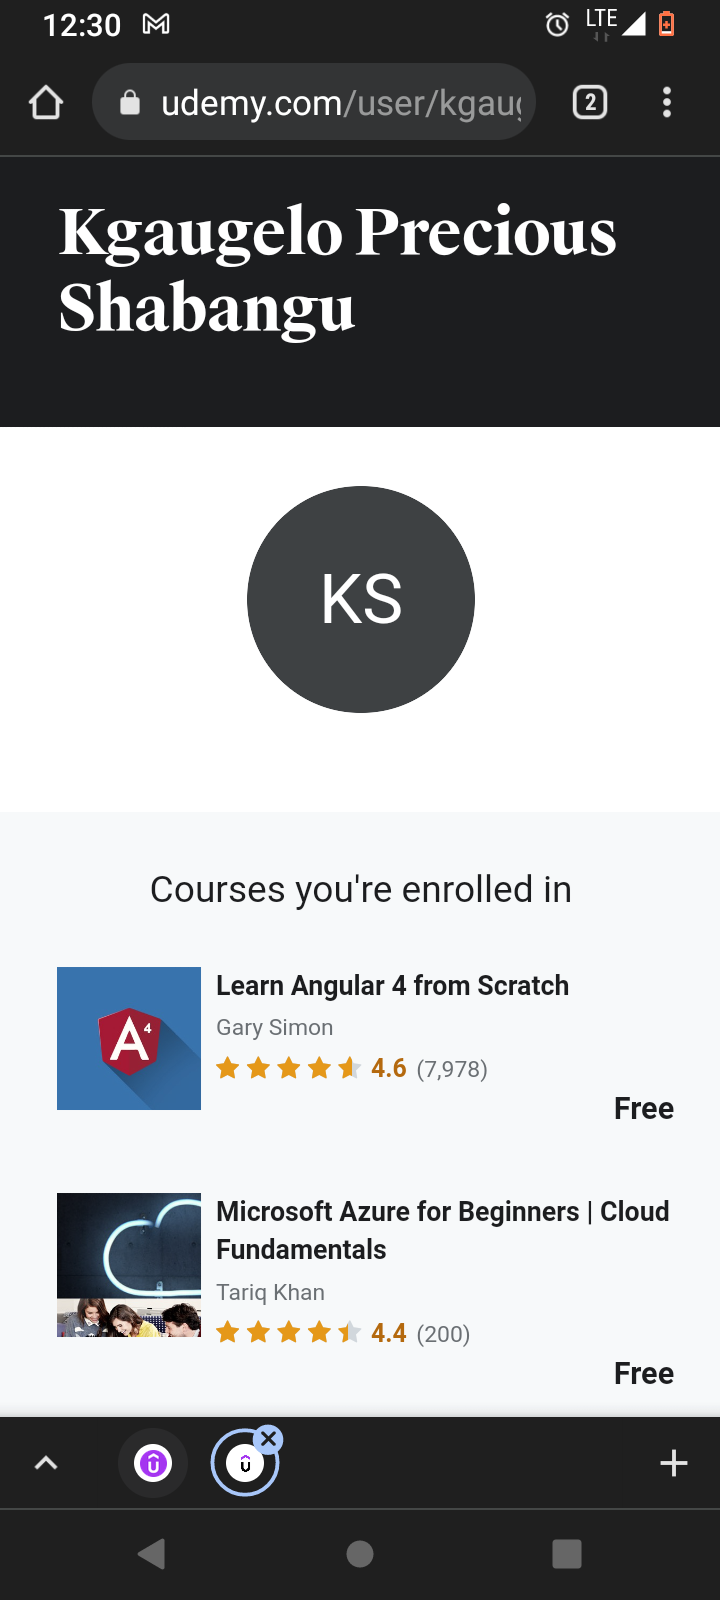 12:30
LTE
udemy.com/user/kgaug
2
Kgaugelo Precious
Shabangu
KS
Courses you're enrolled in
A4
Learn Angular 4 from Scratch
Gary Simon
4.6 (7,978)
Free
Microsoft Azure for Beginners | Cloud
Fundamentals
Tariq Khan
4.4 (200)
Free